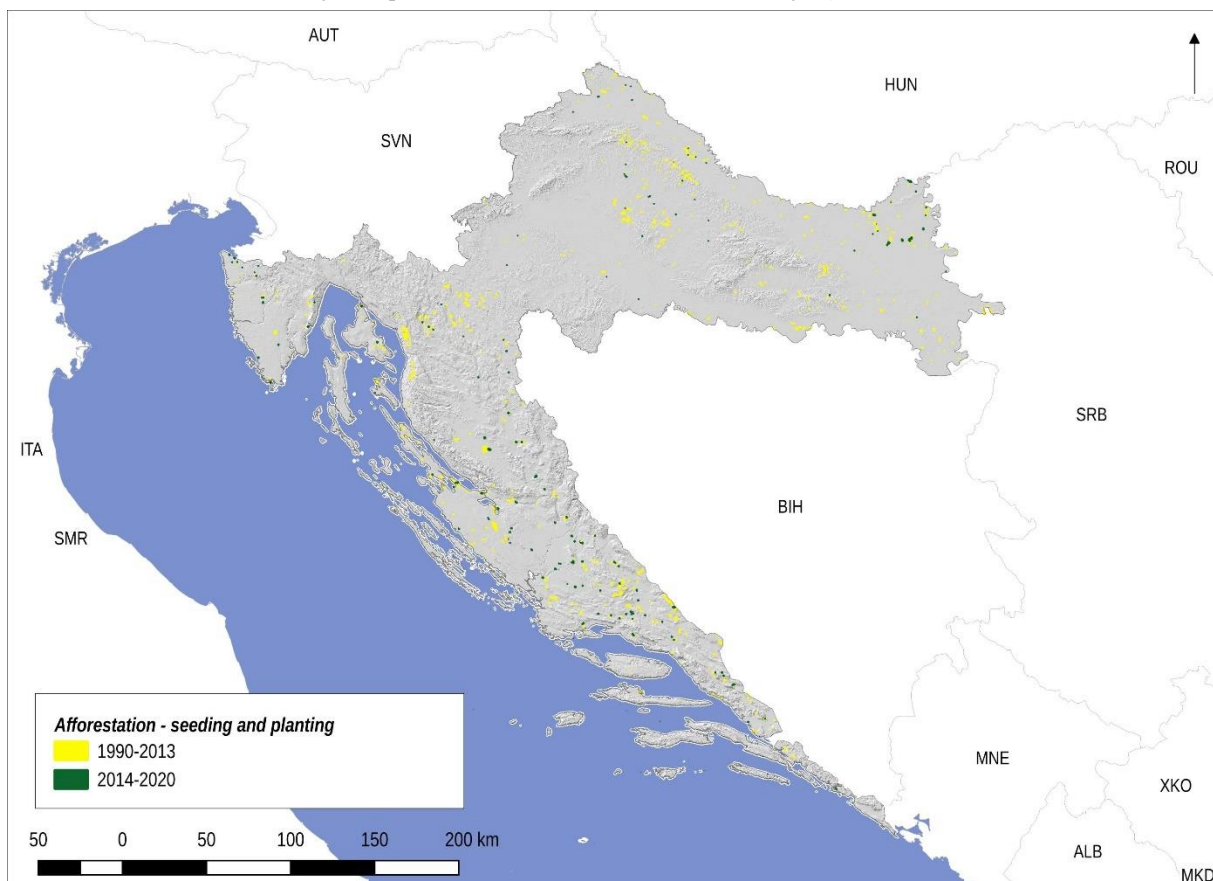 AUT
HUN
SVN
ROU
SRB
ITA
BIH
SMR
Afforestation - seeding and planting
1990-2013
2014-2020
MNE
XKO
50 0 50 100 150 200 km
ALB
MKD